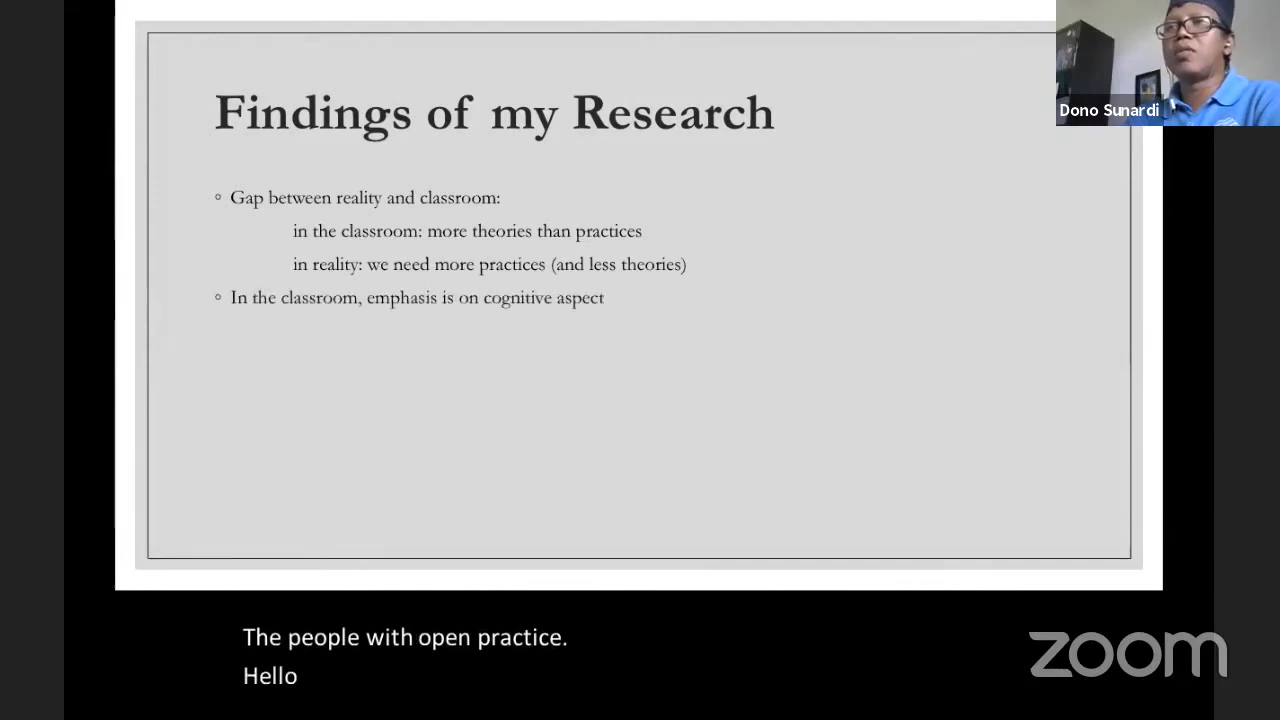 Findings of my Research
Dono Sunardi
◦ Gap between reality and classroom:
in the classroom: more theories than practices
in reality: we need more practices (and less theories)
◦ In the classroom, emphasis is on cognitive aspect
The people with open practice.
Hello
zoom